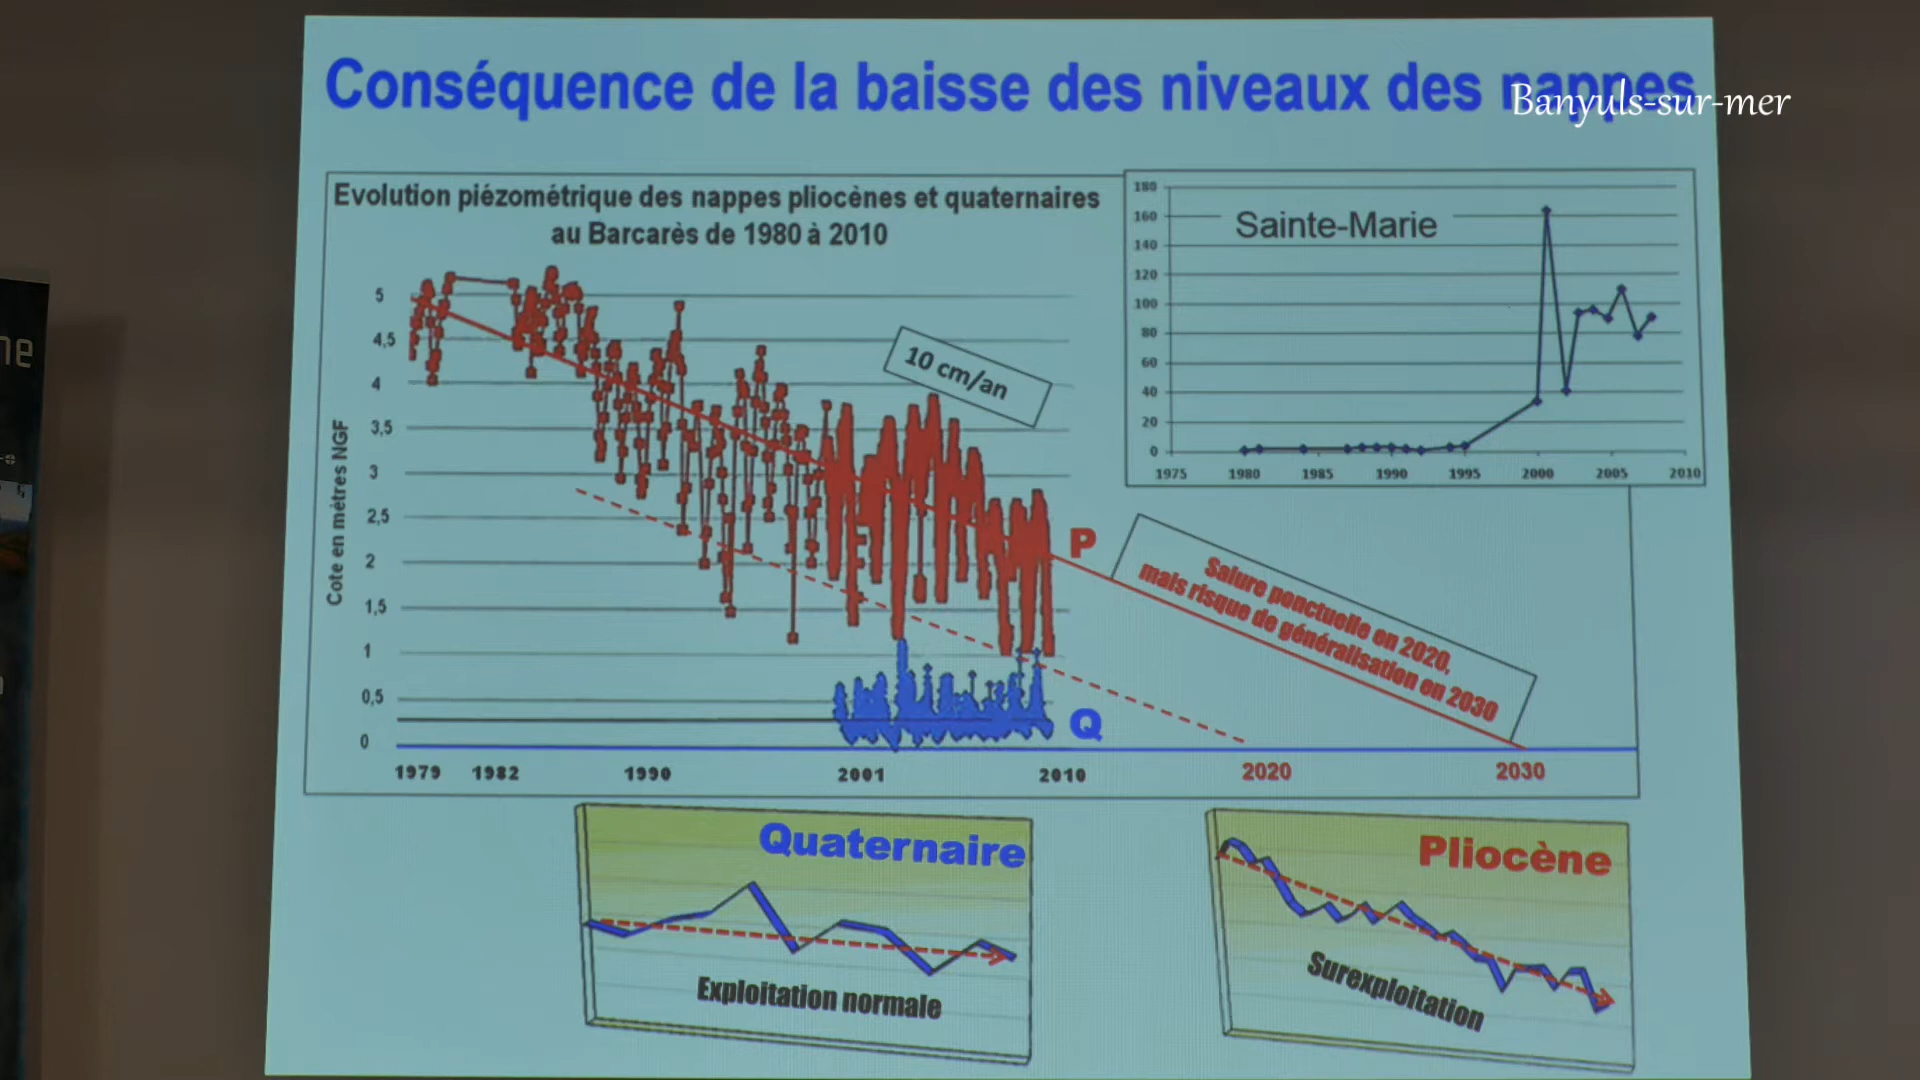 Conséquence de la baisse des niveaux des nappes
Banyuls-sur-mer
Evolution piézométrique des nappes pliocènes et quaternaires
au Barcarès de 1980 à 2010
Cote en mètres NGF
5
4,5
4
3,5
3
2,5
2
1,5
1
0,5
0
1979 1982 1990 2001 2010 2020 2030
10 cm/an
P
Q
Salure ponctuelle en 2020,
mais risque de généralisation en 2030
Sainte-Marie
180
160
140
120
100
80
60
40
20
0
1975 1980 1985 1990 1995 2000 2005 2010
Quaternaire
Exploitation normale
Pliocène
Surexploitation
ne